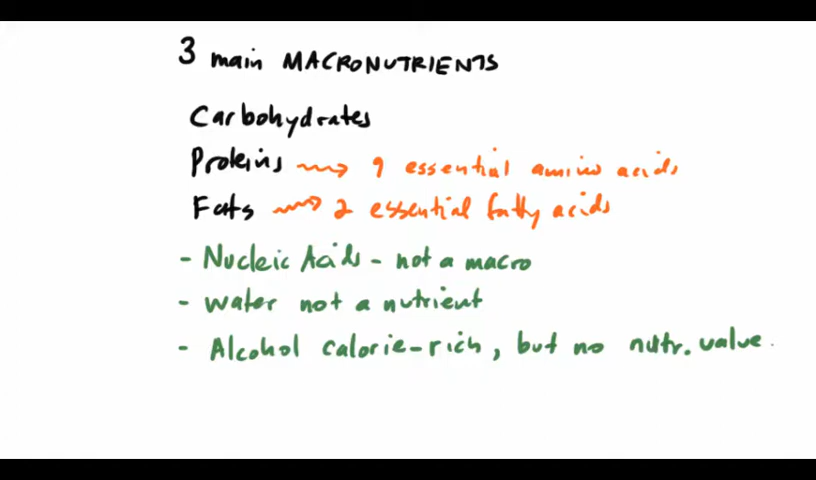 3 main MACRONUTRIENTS
Carbohydrates
Proteins → 9 essential amino acids
Fats → 2 essential fatty acids
- Nucleic Acids - not a macro
- water not a nutrient
- Alcohol calorie-rich, but no nutr. value.